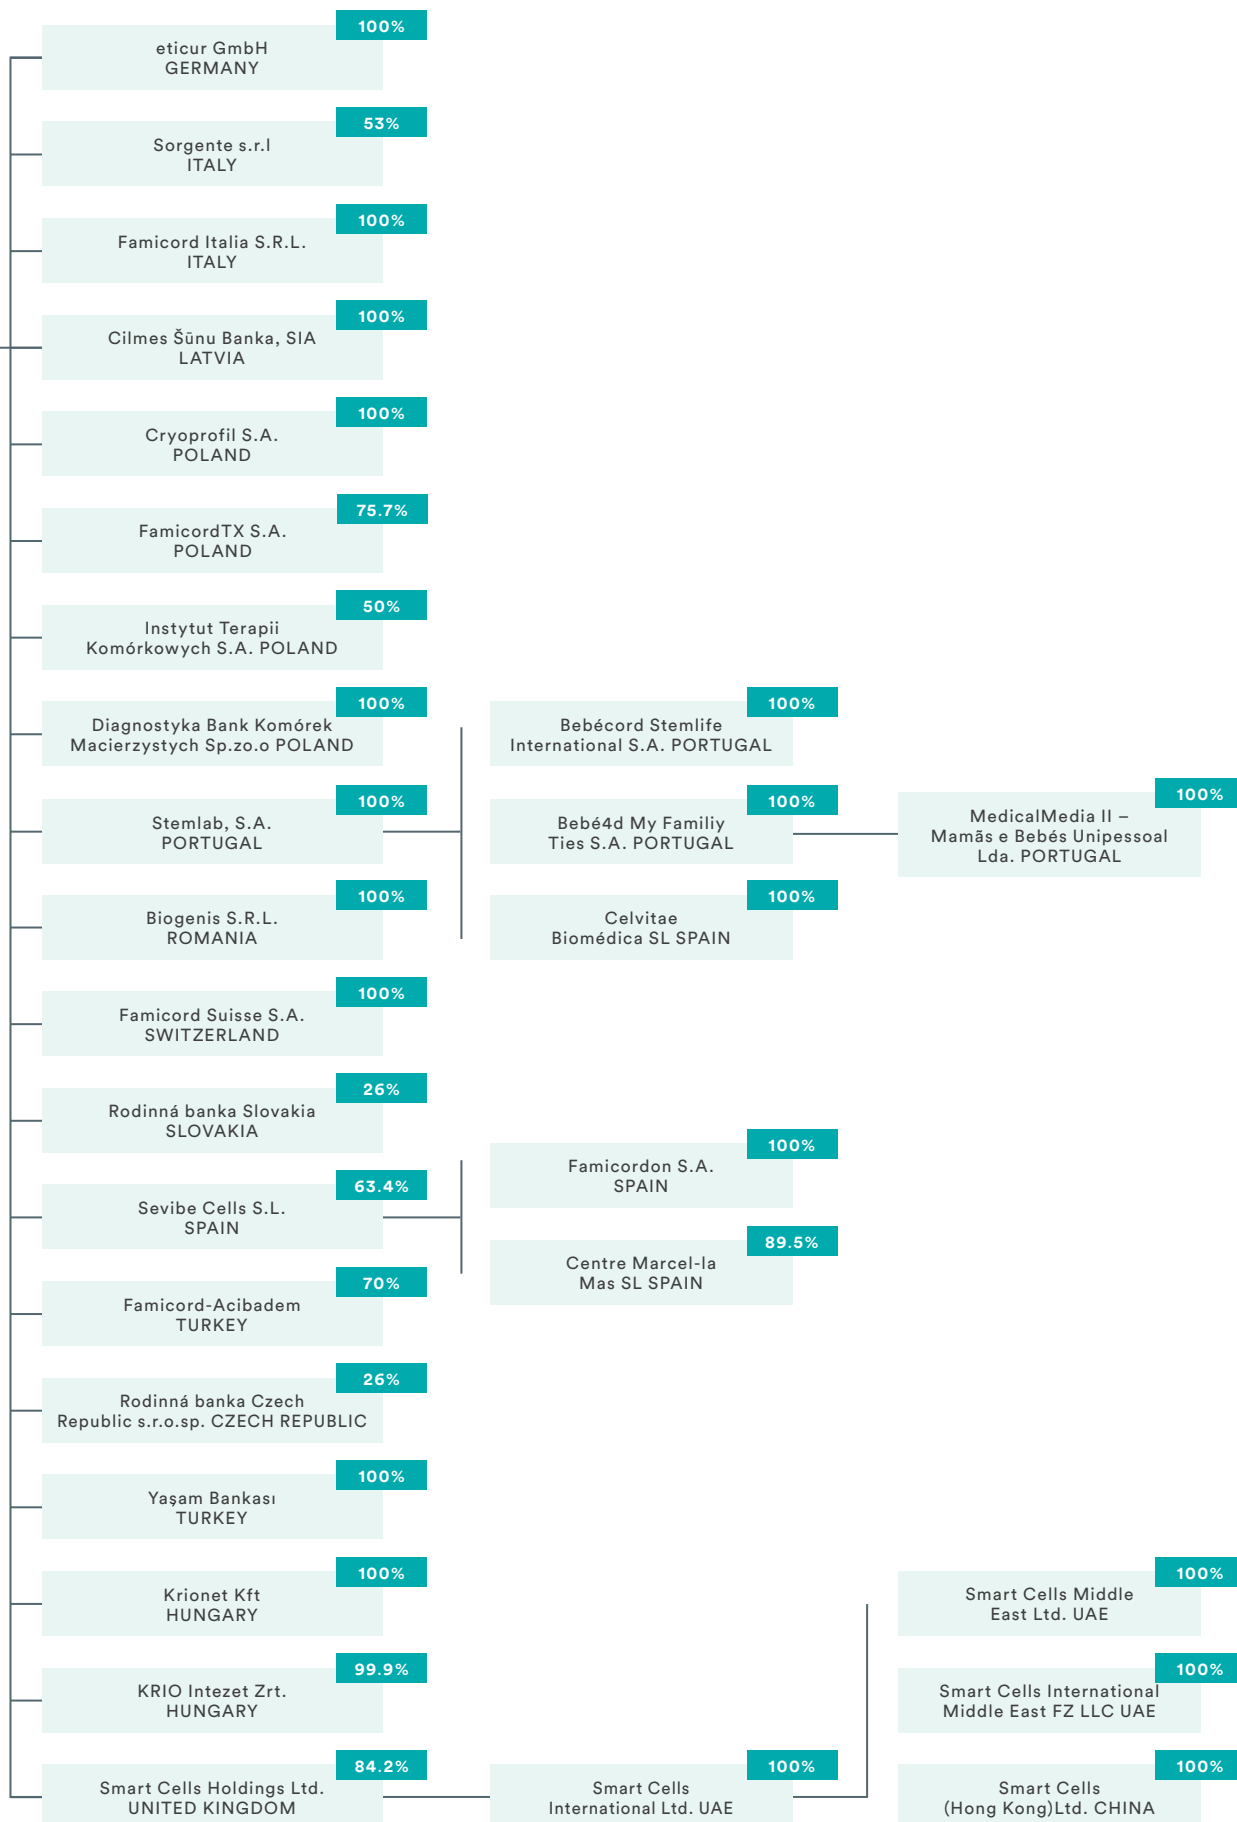 100%
eticur GmbH
GERMANY
53%
Sorgente s.r.l
ITALY
100%
Famicord Italia S.R.L.
ITALY
100%
Cilmes Šūnu Banka, SIA
LATVIA
100%
Cryoprofil S.A.
POLAND
75.7%
FamicordTX S.A.
POLAND
50%
Instytut Terapii
Komórkowych S.A. POLAND
100%
Diagnostyka Bank Komórek
Macierzystych Sp.zo.o POLAND
100%
Bebécord Stemlife
International S.A. PORTUGAL
100%
Stemlab, S.A.
PORTUGAL
100%
Bebé4d My Familiy
Ties S.A. PORTUGAL
100%
MedicalMedia II –
Mamãs e Bebés Unipessoal
Lda. PORTUGAL
100%
Biogenis S.R.L.
ROMANIA
100%
Celvitae
Biomédica SL SPAIN
100%
Famicord Suisse S.A.
SWITZERLAND
26%
Rodinná banka Slovakia
SLOVAKIA
63.4%
Sevibe Cells S.L.
SPAIN
100%
Famicordon S.A.
SPAIN
89.5%
Centre Marcel-la
Mas SL SPAIN
70%
Famicord-Acibadem
TURKEY
26%
Rodinná banka Czech
Republic s.r.o.sp. CZECH REPUBLIC
100%
Yaşam Bankası
TURKEY
100%
Krionet Kft
HUNGARY
99.9%
KRIO Intezet Zrt.
HUNGARY
84.2%
Smart Cells Holdings Ltd.
UNITED KINGDOM
100%
Smart Cells
International Ltd. UAE
100%
Smart Cells Middle
East Ltd. UAE
100%
Smart Cells International
Middle East FZ LLC UAE
100%
Smart Cells
(Hong Kong)Ltd. CHINA